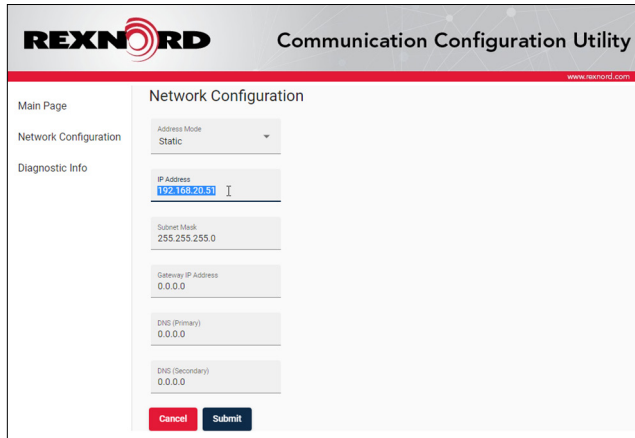 REXNORD
Communication Configuration Utility
www.rexnord.com
Main Page
Network Configuration
Diagnostic Info
Network Configuration
Address Mode
Static
IP Address
192.168.20.51
Subnet Mask
255.255.255.0
Gateway IP Address
0.0.0.0
DNS (Primary)
0.0.0.0
DNS (Secondary)
0.0.0.0
Cancel Submit